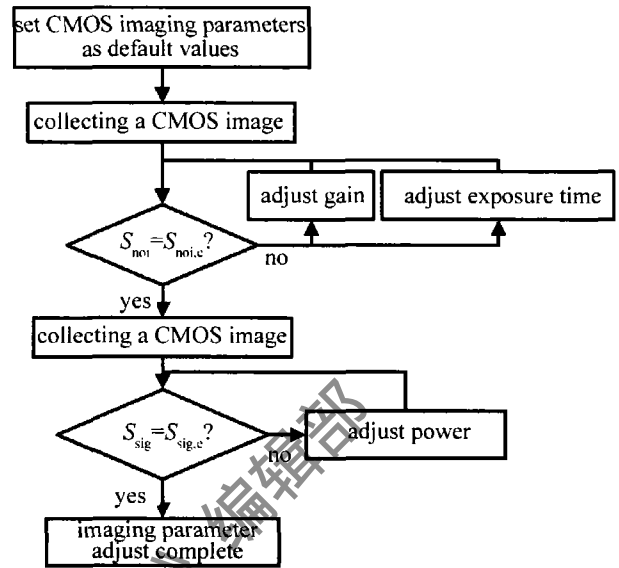 set CMOS imaging parameters
as default values
collecting a CMOS image
adjust gain
adjust exposure time
S_noi=S_noi,e?
no
yes
collecting a CMOS image
S_sig=S_sig,e?
no
adjust power
yes
imaging parameter
adjust complete
编辑部